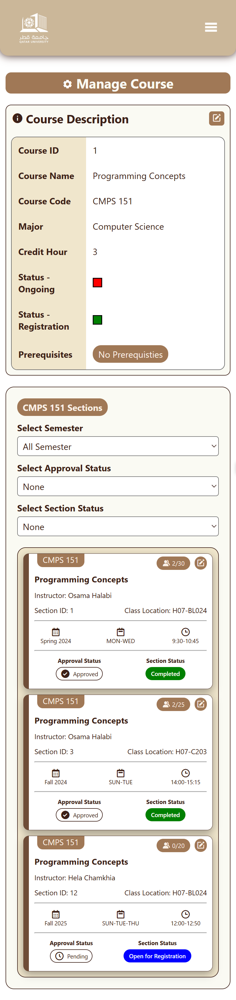 جامعة قطر
QATAR UNIVERSITY
Manage Course
Course Description
Course ID 1
Course Name Programming Concepts
Course Code CMPS 151
Major Computer Science
Credit Hour 3
Status -
Ongoing
Status -
Registration
Prerequisites No Prerequisties
CMPS 151 Sections
Select Semester
All Semester
Select Approval Status
None
Select Section Status
None
CMPS 151 2/30
Programming Concepts
Instructor: Osama Halabi
Section ID: 1 Class Location: H07-BL024
Spring 2024 MON-WED 9:30-10:45
Approval Status Section Status
Approved Completed
CMPS 151 2/25
Programming Concepts
Instructor: Osama Halabi
Section ID: 3 Class Location: H07-C203
Fall 2024 SUN-TUE 14:00-15:15
Approval Status Section Status
Approved Completed
CMPS 151 0/20
Programming Concepts
Instructor: Hela Chamkhia
Section ID: 12 Class Location: H07-BL024
Fall 2025 SUN-TUE-THU 12:00-12:50
Approval Status Section Status
Pending Open for Registration